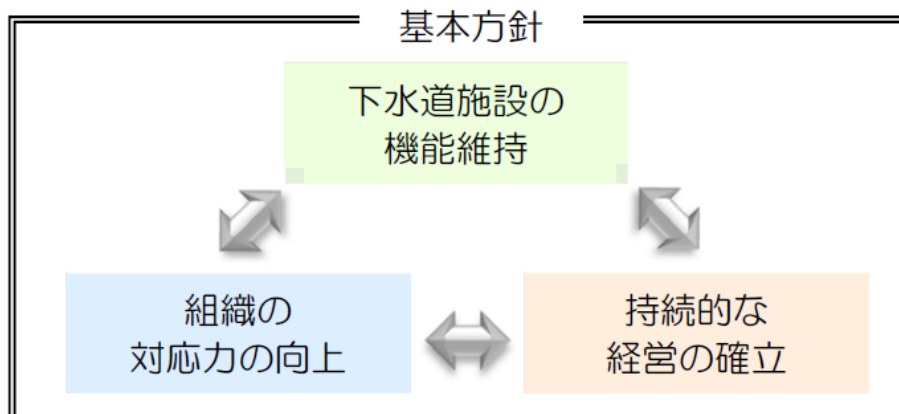 基本方針
下水道施設の
機能維持
組織の
対応力の向上
持続的な
経営の確立